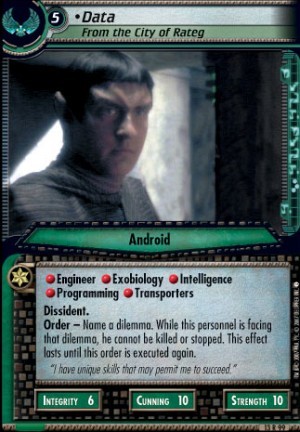 5 •Data
From the City of Rateg
Android
Engineer Exobiology Intelligence
Programming Transporters
Dissident.
Order – Name a dilemma. While this personnel is facing
that dilemma, he cannot be killed or stopped. This effect
lasts until this order is executed again.
"I have unique skills that may permit me to succeed."
INTEGRITY 6 CUNNING 10 STRENGTH 10